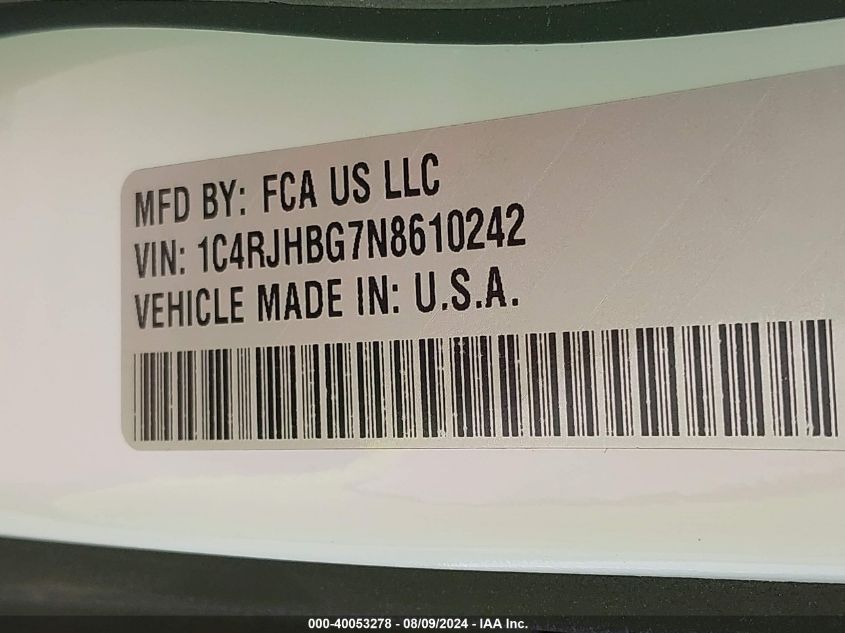 MFD BY: FCA US LLC
VIN: 1C4RJHBG7N8610242
VEHICLE MADE IN: U.S.A.
000-40053278 - 08/09/2024 - IAA Inc.